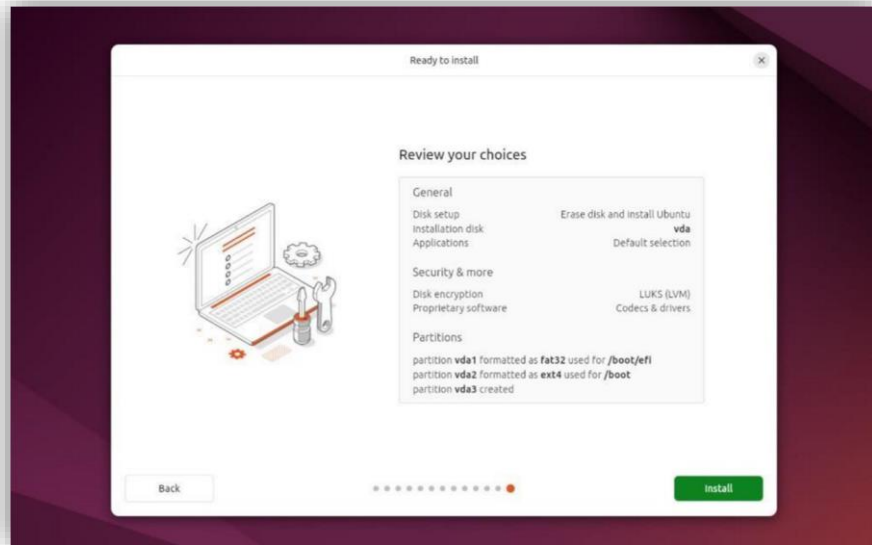 Ready to install
Review your choices
General
Disk setup Erase disk and install Ubuntu
Installation disk vda
Applications Default selection
Security & more
Disk encryption LUKS (LVM)
Proprietary software Codecs & drivers
Partitions
partition vda1 formatted as fat32 used for /boot/efi
partition vda2 formatted as ext4 used for /boot
partition vda3 created
Back Install